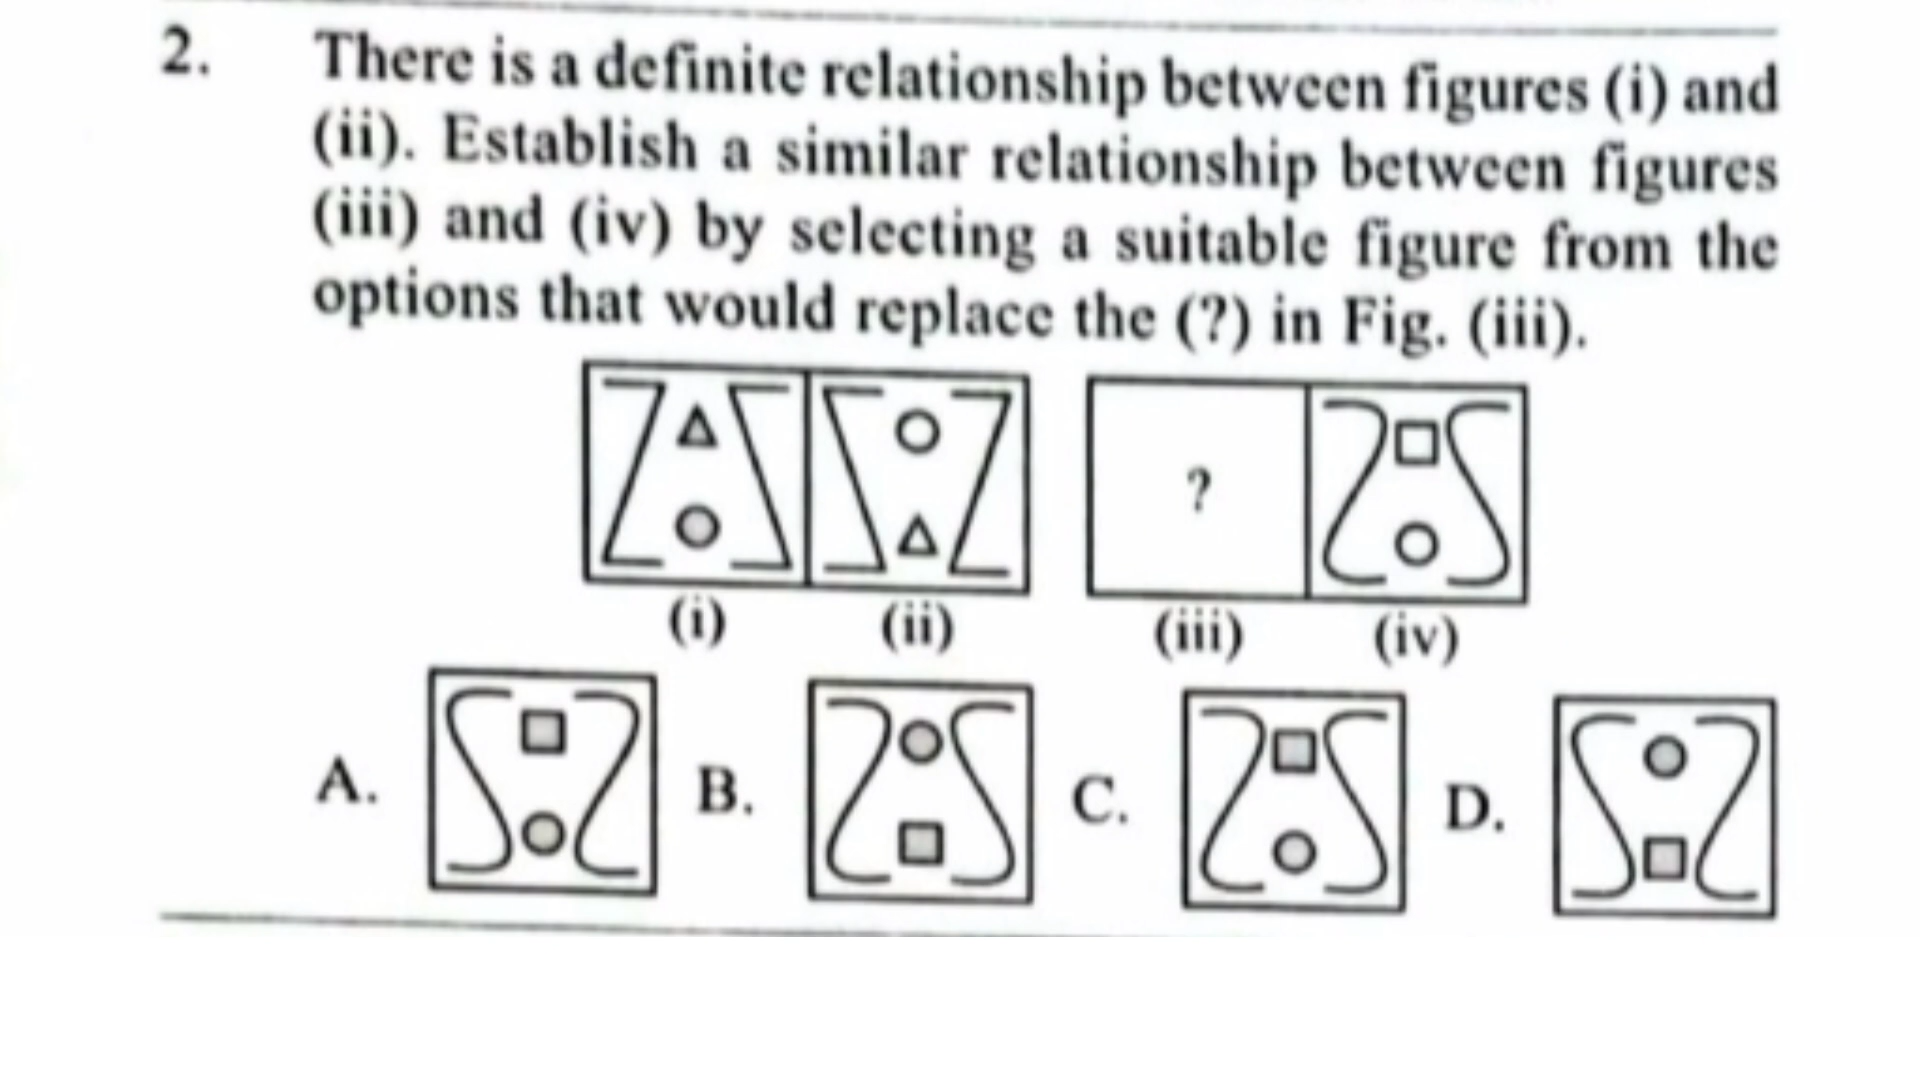 2. There is a definite relationship between figures (i) and
(ii). Establish a similar relationship between figures
(iii) and (iv) by selecting a suitable figure from the
options that would replace the (?) in Fig. (iii).
?
(i) (ii) (iii) (iv)
A. B. C. D.